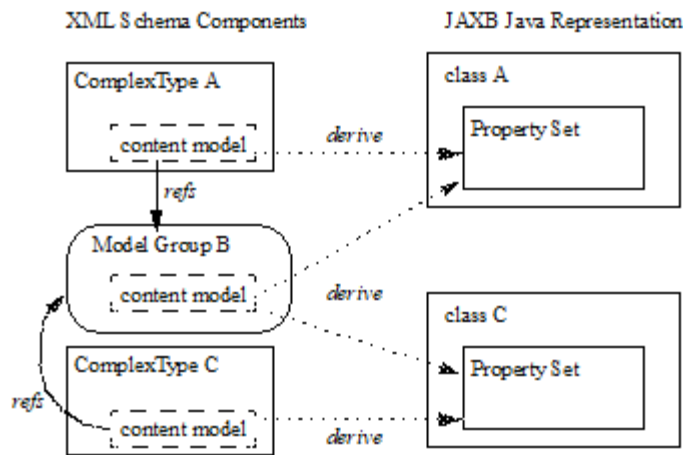 XML Schema Components
JAXB Java Representation
ComplexType A
content model
derive
class A
Property Set
refs
Model Group B
content model
derive
class C
Property Set
ComplexType C
content model
refs
derive